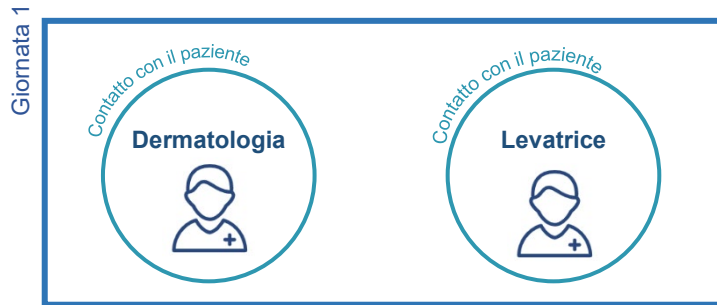 Giornata 1
Contatto con il paziente
Dermatologia
Contatto con il paziente
Levatrice